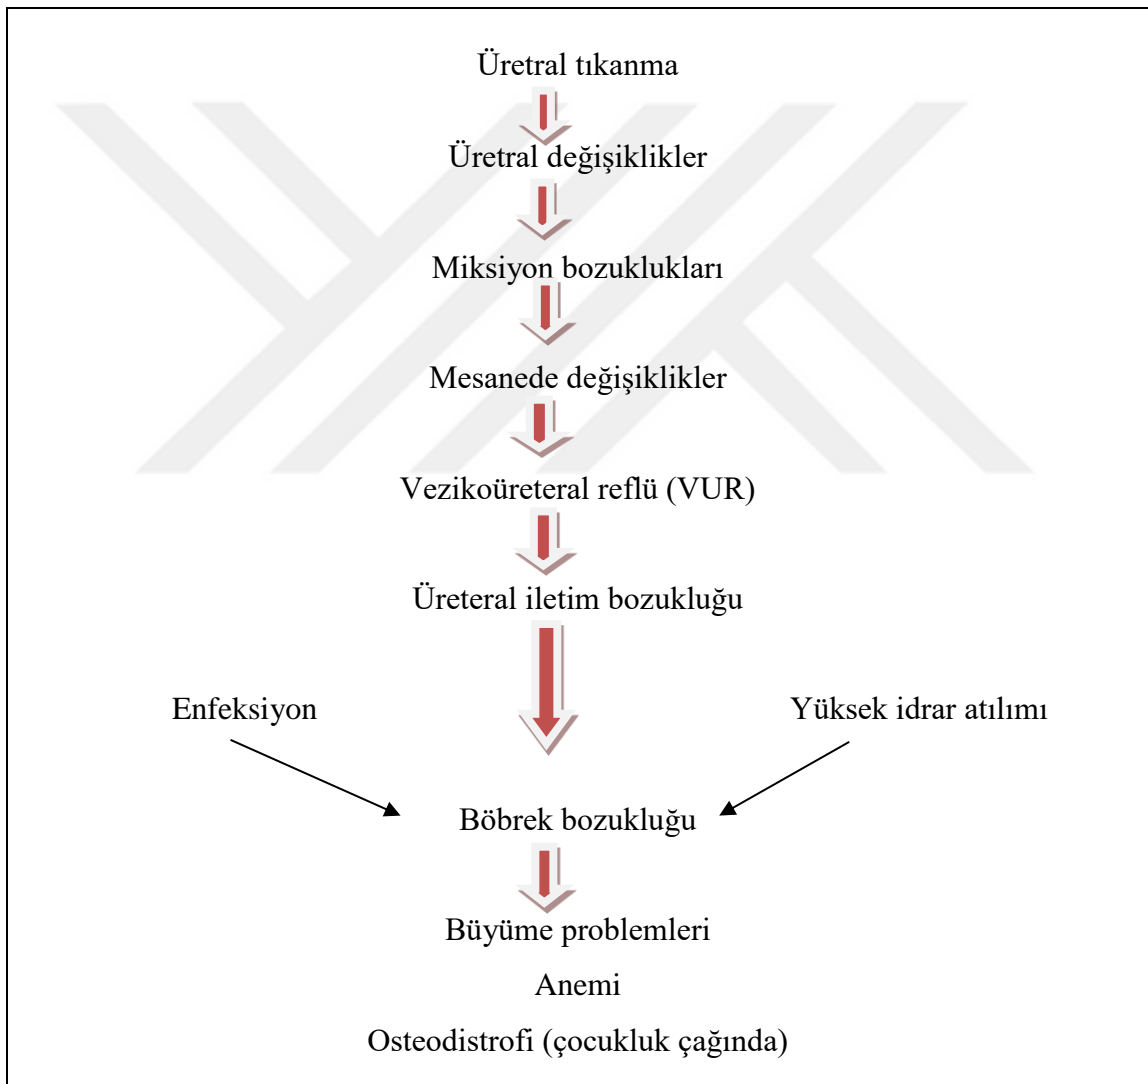 Üretral tıkanma
Üretral değişiklikler
Miksiyon bozuklukları
Mesanede değişiklikler
Vezikoüreteral reflü (VUR)
Üreteral iletim bozukluğu
Enfeksiyon
Yüksek idrar atılımı
Böbrek bozukluğu
Büyüme problemleri
Anemi
Osteodistrofi (çocukluk çağında)